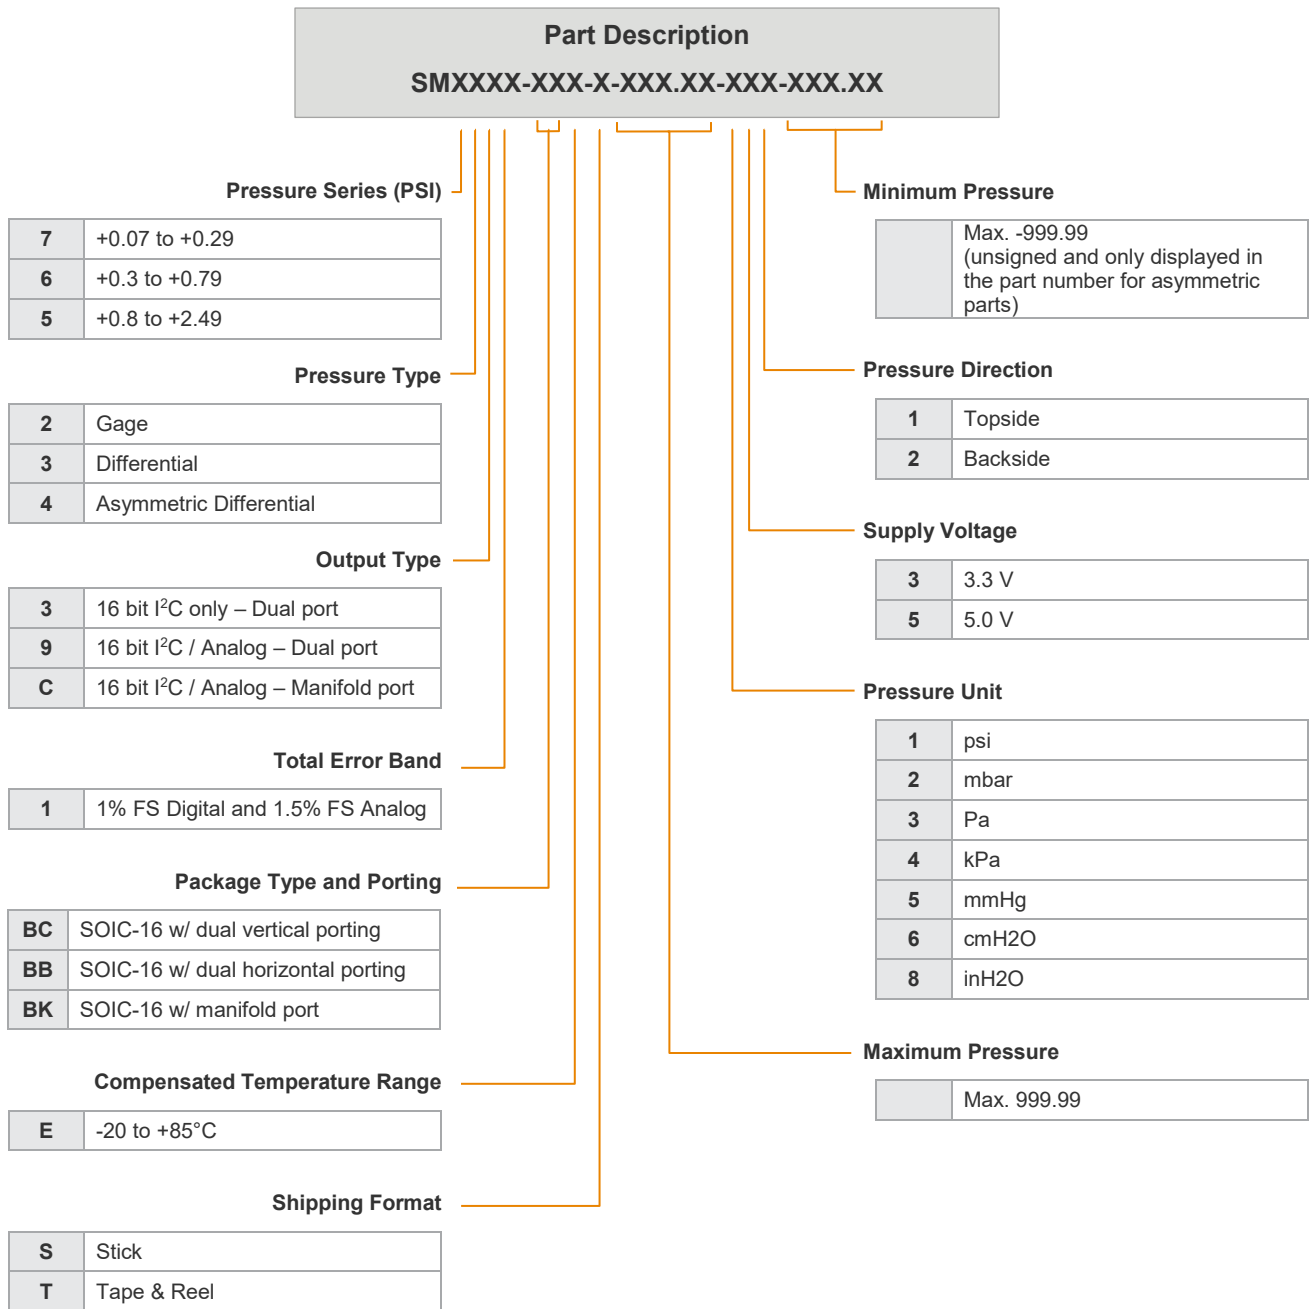 Part Description
SMXXXX-XXX-X-XXX.XX-XXX-XXX.XX
Pressure Series (PSI)
7 +0.07 to +0.29
6 +0.3 to +0.79
5 +0.8 to +2.49
Pressure Type
2 Gage
3 Differential
4 Asymmetric Differential
Output Type
3 16 bit I²C only – Dual port
9 16 bit I²C / Analog – Dual port
C 16 bit I²C / Analog – Manifold port
Total Error Band
1 1% FS Digital and 1.5% FS Analog
Package Type and Porting
BC SOIC-16 w/ dual vertical porting
BB SOIC-16 w/ dual horizontal porting
BK SOIC-16 w/ manifold port
Compensated Temperature Range
E -20 to +85°C
Shipping Format
S Stick
T Tape & Reel
Minimum Pressure
Max. -999.99
(unsigned and only displayed in
the part number for asymmetric
parts)
Pressure Direction
1 Topside
2 Backside
Supply Voltage
3 3.3 V
5 5.0 V
Pressure Unit
1 psi
2 mbar
3 Pa
4 kPa
5 mmHg
6 cmH2O
8 inH2O
Maximum Pressure
Max. 999.99